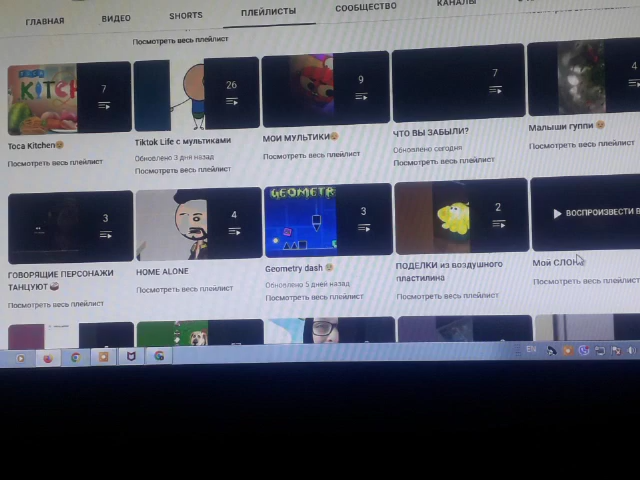 ГЛАВНАЯ ВИДЕО SHORTS ПЛЕЙЛИСТЫ СООБЩЕСТВО КАНАЛЫ
Посмотреть весь плейлист
7 26 9 7 4
Toca Kitchen Tiktok Life с мультиками МОИ МУЛЬТИКИ ЧТО ВЫ ЗАБЫЛИ? Малыши гуппи
Обновлено 3 дня назад Обновлено сегодня
Посмотреть весь плейлист Посмотреть весь плейлист Посмотреть весь плейлист Посмотреть весь плейлист Посмотреть весь плейлист
GEOMETR
3 4 3 2 ВОСПРОИЗВЕСТИ В
ГОВОРЯЩИЕ ПЕРСОНАЖИ HOME ALONE Geometry dash ПОДЕЛКИ из воздушного Мой СЛОН
ТАНЦУЮТ Обновлено 5 дней назад пластилина
Посмотреть весь плейлист Посмотреть весь плейлист Посмотреть весь плейлист Посмотреть весь плейлист Посмотреть весь плейлист
EN